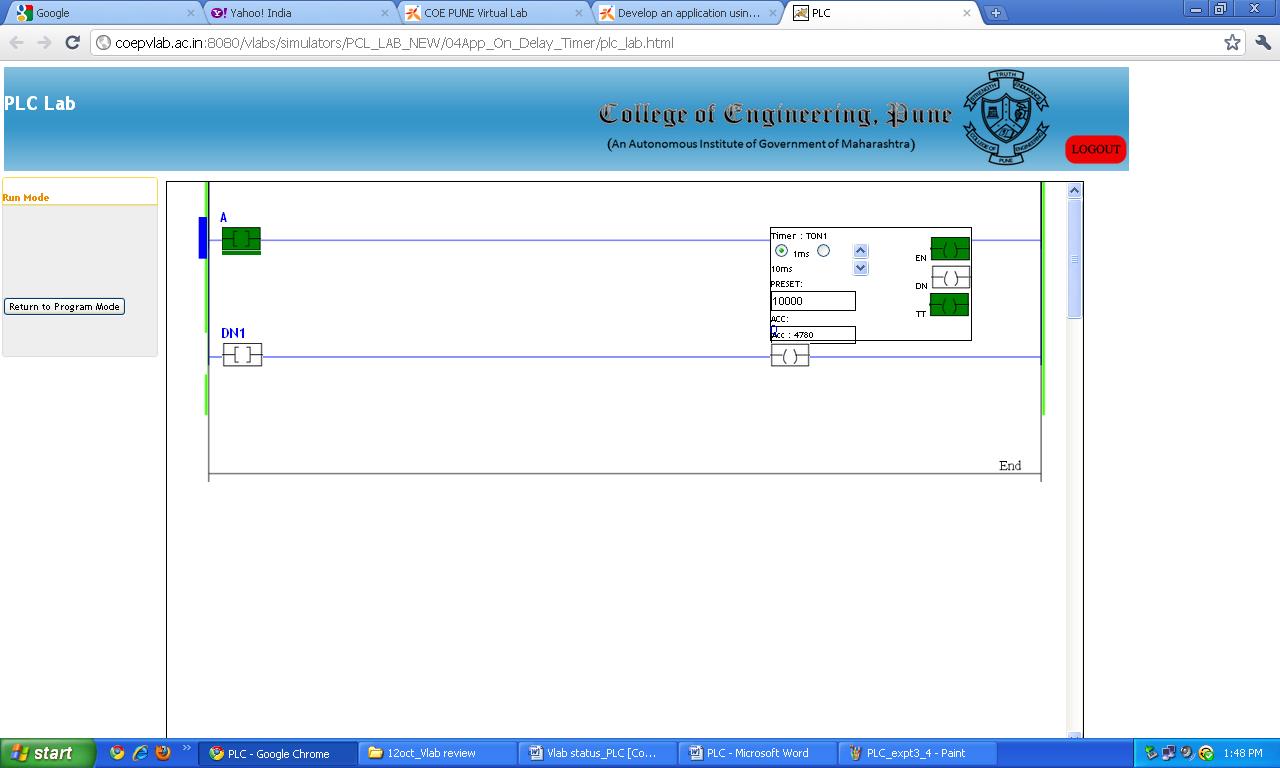 Google
Yahoo! India
COE PUNE Virtual Lab
Develop an application usin...
PLC
coepvlab.ac.in:8080/vlabs/simulators/PCL_LAB_NEW/04App_On_Delay_Timer/plc_lab.html
PLC Lab
College of Engineering, Pune
(An Autonomous Institute of Government of Maharashtra)
TRUTH
STRENGTH
ENDURANCE
COLLEGE OF ENGINEERING
PUNE
LOGOUT
Run Mode
Return to Program Mode
A
Timer : TON1
1ms
10ms
EN
PRESET:
DN
10000
TT
ACC:
Acc : 4780
DN1
End
start
PLC - Google Chrome
12oct_Vlab review
Vlab status_PLC [Co...
PLC - Microsoft Word
PLC_expt3_4 - Paint
1:48 PM